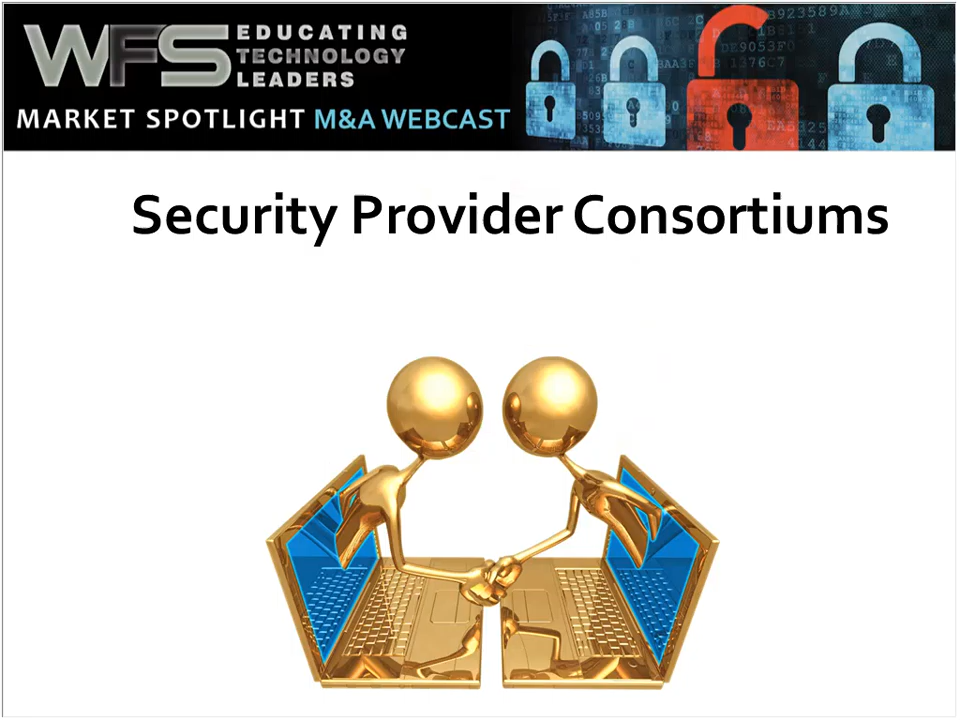 WFS EDUCATING
TECHNOLOGY
LEADERS
MARKET SPOTLIGHT M&A WEBCAST
Security Provider Consortiums